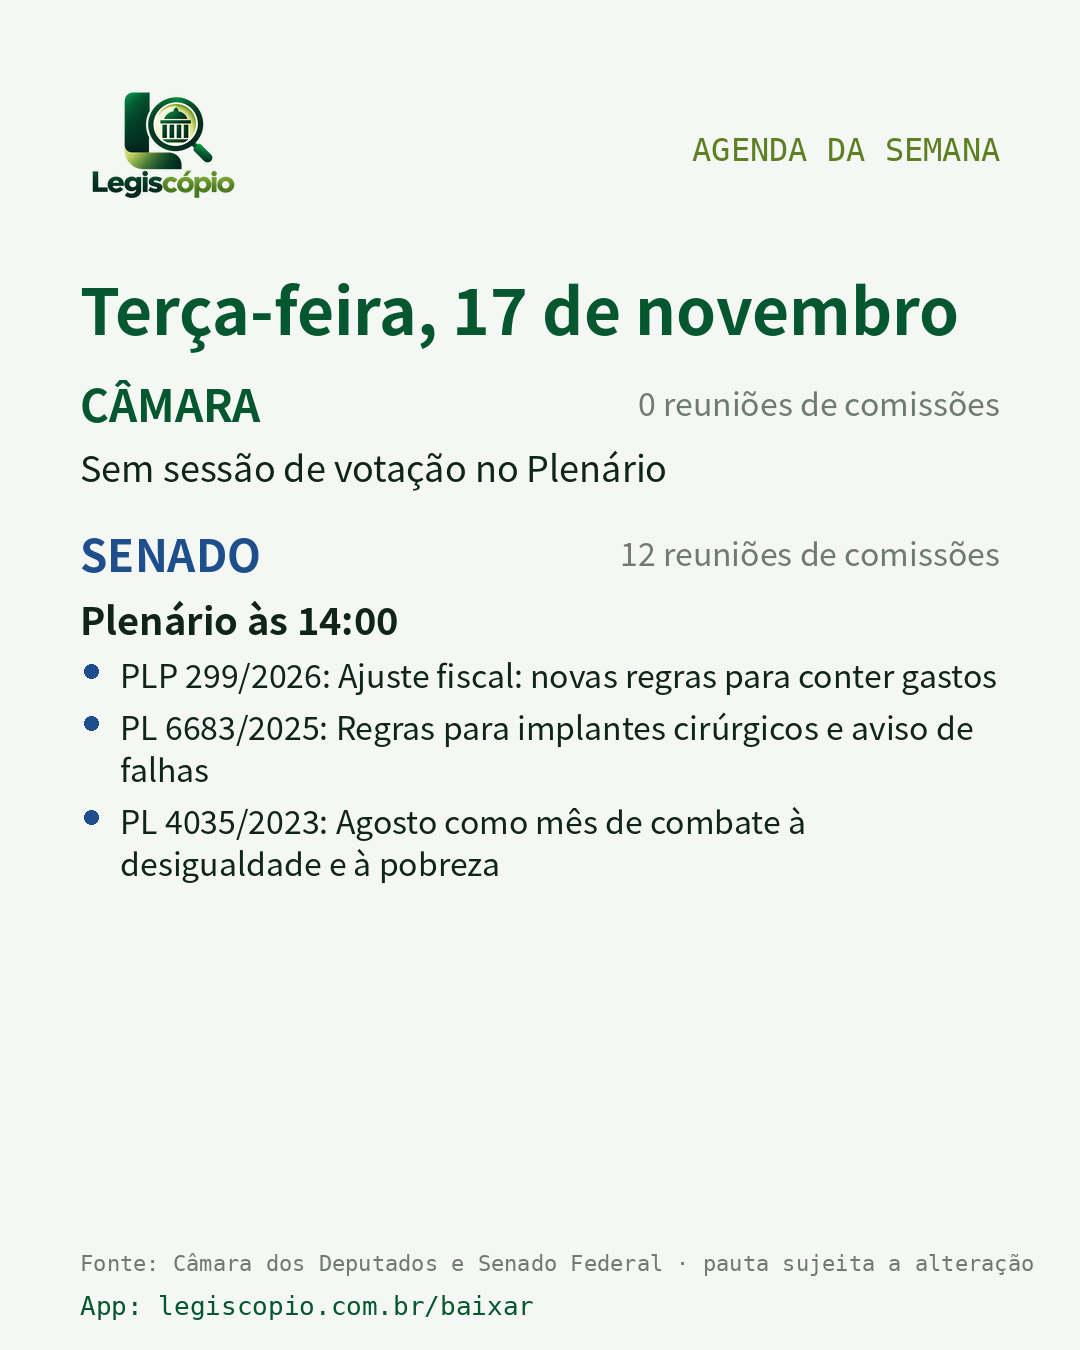 Legiscópio
AGENDA DA SEMANA
Terça-feira, 17 de novembro
CÂMARA
0 reuniões de comissões
Sem sessão de votação no Plenário
SENADO
12 reuniões de comissões
Plenário às 14:00
PLP 299/2026: Ajuste fiscal: novas regras para conter gastos
PL 6683/2025: Regras para implantes cirúrgicos e aviso de
falhas
PL 4035/2023: Agosto como mês de combate à
desigualdade e à pobreza
Fonte: Câmara dos Deputados e Senado Federal · pauta sujeita a alteração
App: legiscopio.com.br/baixar